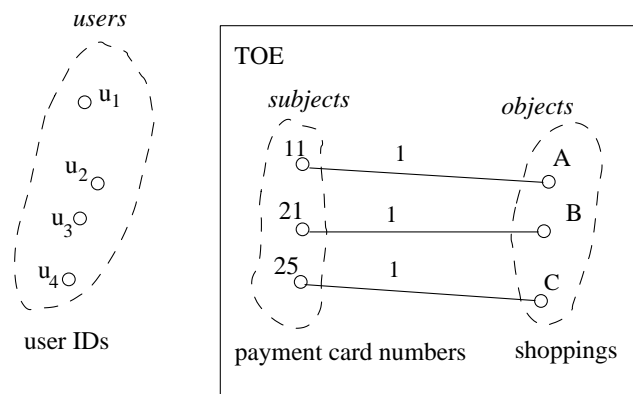 users
u1
u2
u3
u4
user IDs
TOE
subjects
objects
11
1
A
21
1
B
25
1
C
payment card numbers
shoppings